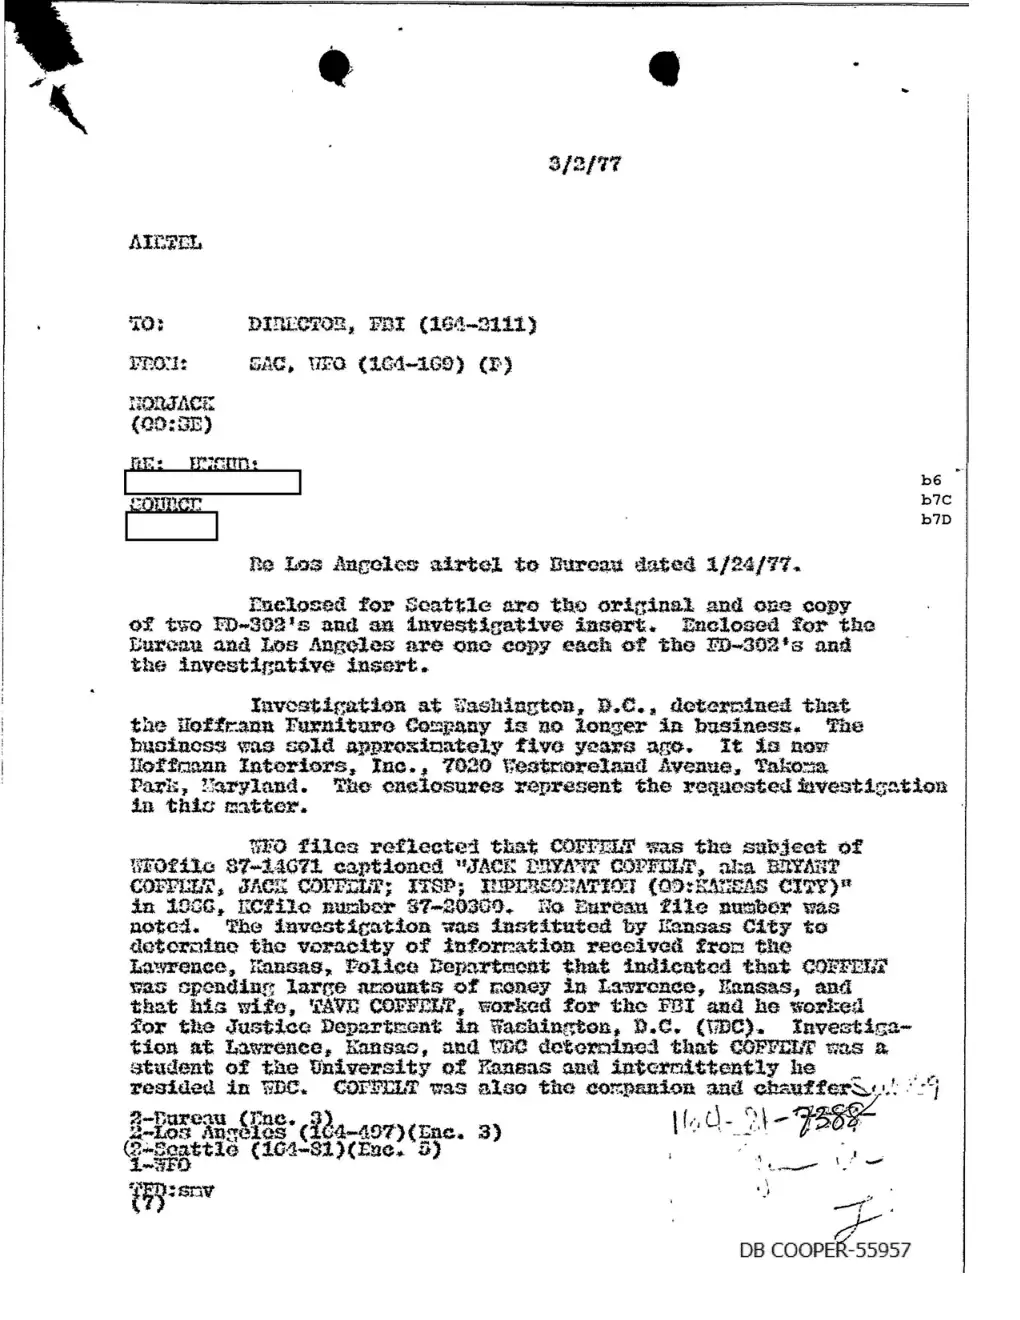 3/2/77
AIRTEL
TO: DIRECTOR, FBI (164-2111)
FROM: SAC, WFO (164-169) (P)
NORJACK
(OO:SE)
RE: UNSUB;
SOURCE
b6
b7C
b7D
Re Los Angeles airtel to Bureau dated 1/24/77.
Enclosed for Seattle are the original and one copy
of two FD-302's and an investigative insert. Enclosed for the
Bureau and Los Angeles are one copy each of the FD-302's and
the investigative insert.
Investigation at Washington, D.C., determined that
the Hoffmann Furniture Company is no longer in business. The
business was sold approximately five years ago. It is now
Hoffmann Interiors, Inc., 7020 Westmoreland Avenue, Takoma
Park, Maryland. The enclosures represent the requested investigation
in this matter.
WFO files reflected that COFFELT was the subject of
WFOfile 87-14671 captioned "JACK BRYANT COFFELT, aka BRYANT
COFFELT, JACK COFFELT; ITSP; IMPERSONATION (OO:KANSAS CITY)"
in 1966, KCfile number 87-20360. No Bureau file number was
noted. The investigation was instituted by Kansas City to
determine the veracity of information received from the
Lawrence, Kansas, Police Department that indicated that COFFELT
was spending large amounts of money in Lawrence, Kansas, and
that his wife, TAVE COFFELT, worked for the FBI and he worked
for the Justice Department in Washington, D.C. (WDC). Investiga-
tion at Lawrence, Kansas, and WDC determined that COFFELT was a
student of the University of Kansas and intermittently he
resided in WDC. COFFELT was also the companion and chauffer
2-Bureau (Enc. 3)
2-Los Angeles (164-497)(Enc. 3)
(2-Seattle (164-81)(Enc. 5)
1-WFO
TED:smv
(7)
164-81-7388
DB COOPER-55957